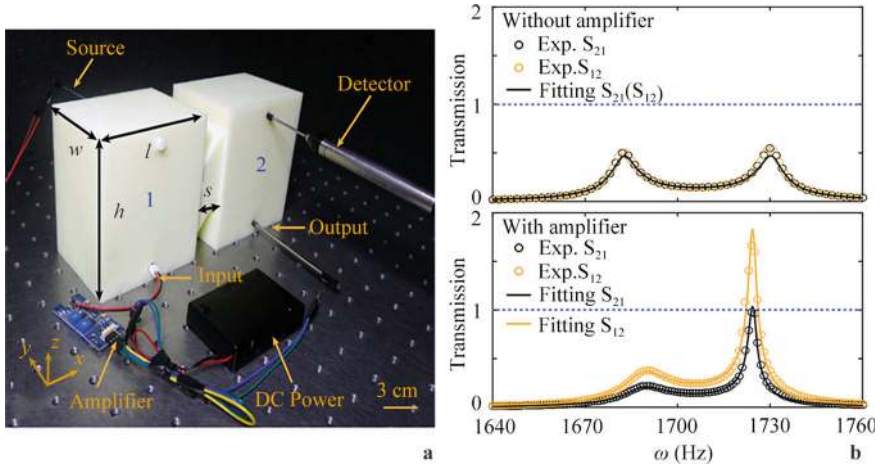 Source
Detector
w
l
s
h
1
2
Output
Input
y
z
x
Amplifier
DC Power
3 cm
a
Transmission
2
1
0
Without amplifier
Exp. S21
Exp.S12
Fitting S21(S12)
Transmission
2
1
0
With amplifier
Exp. S21
Exp.S12
Fitting S21
Fitting S12
1640
1670
1700
1730
1760
ω (Hz)
b